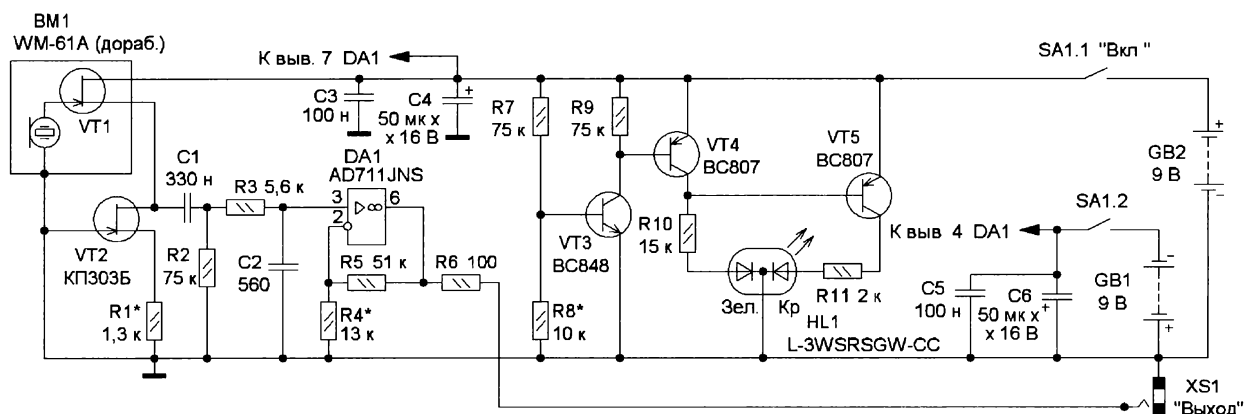 BM1
WM-61A (дораб.)
VT1
К выв. 7 DA1
C3
100 н
C4
50 мк х
х 16 В
+
R7
75 к
R9
75 к
SA1.1 "Вкл "
VT4
BC807
VT5
BC807
+
GB2
9 В
−
C1
330 н
R3 5,6 к
DA1
AD711JNS
3
2
6
▷∞
VT2
КП303Б
R2
75 к
C2
560
R5 51 к
R6 100
R1*
1,3 к
R4*
13 к
VT3
BC848
R8*
10 к
R10
15 к
Зел.
Кр
R11 2 к
HL1
L-3WSRSGW-CC
К выв 4 DA1
SA1.2
C5
100 н
C6
50 мк
х 16 В
+
−
GB1
9 В
+
XS1
"Выход"